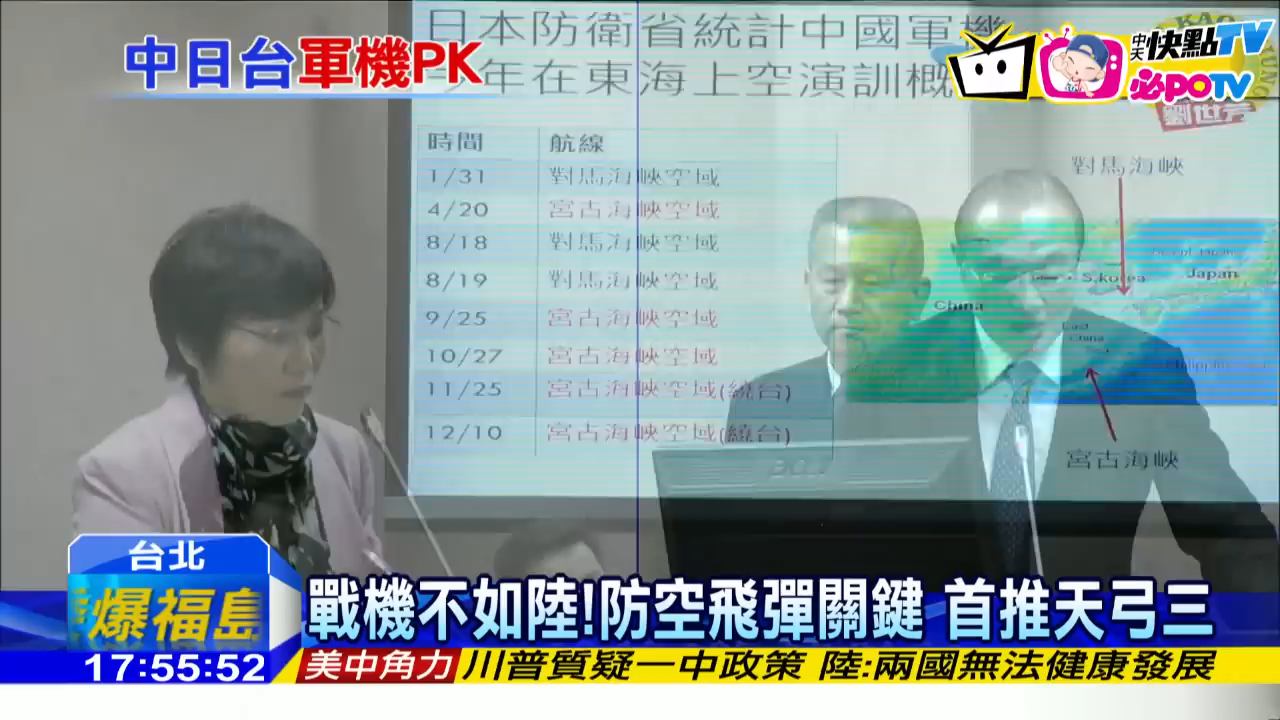 中日台軍機PK
日本防衛省統計中國軍機
年在東海上空演訓概
中天快點TV
必POTV
劉世芳
時間 航線
1/31 對馬海峽空域
4/20 宮古海峽空域
8/18 對馬海峽空域
8/19 對馬海峽空域
9/25 宮古海峽空域
10/27 宮古海峽空域
11/25 宮古海峽空域(繞台)
12/10 宮古海峽空域(繞台)
對馬海峽
Japan
S.korea
China
East
China
宮古海峽
台北
爆福島
17:55:52
戰機不如陸!防空飛彈關鍵 首推天弓三
美中角力 川普質疑一中政策 陸:兩國無法健康發展